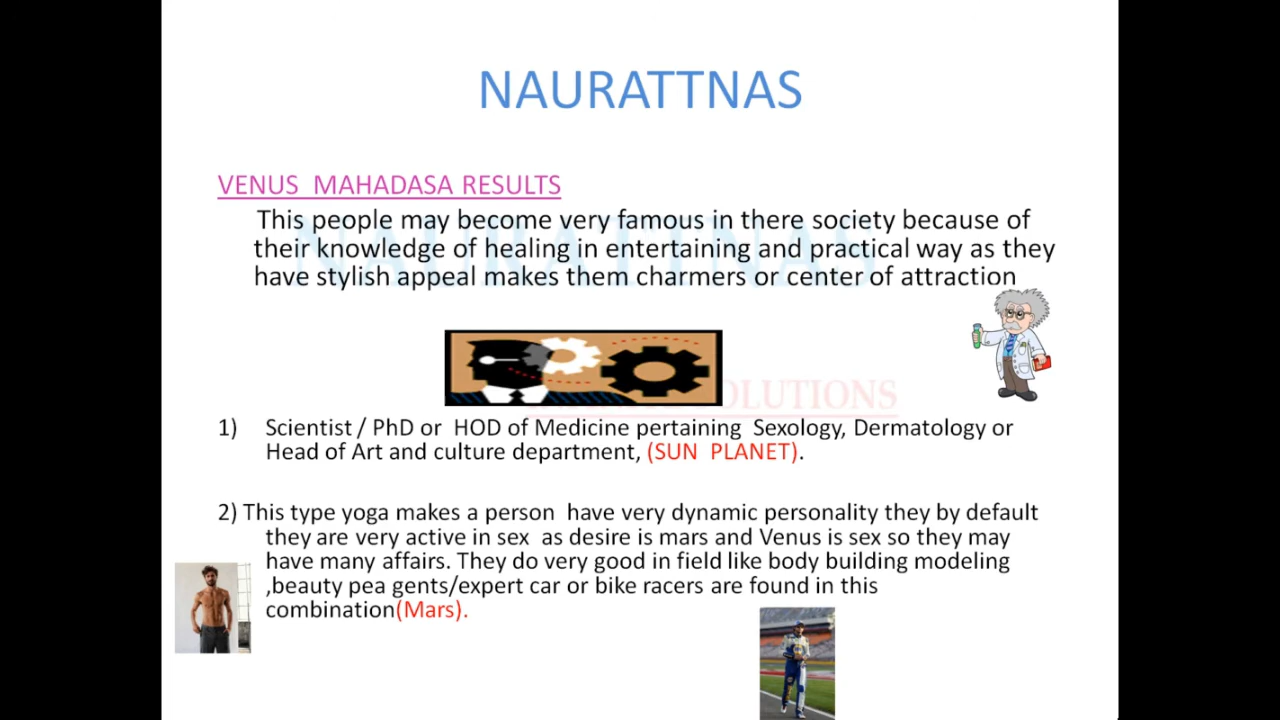 NAURATTNAS
VENUS MAHADASA RESULTS
This people may become very famous in there society because of
their knowledge of healing in entertaining and practical way as they
have stylish appeal makes them charmers or center of attraction
NAURATTNAS
SOLUTIONS
1) Scientist / PhD or HOD of Medicine pertaining Sexology, Dermatology or
Head of Art and culture department, (SUN PLANET).
2) This type yoga makes a person have very dynamic personality they by default
they are very active in sex as desire is mars and Venus is sex so they may
have many affairs. They do very good in field like body building modeling
,beauty pea gents/expert car or bike racers are found in this
combination(Mars).